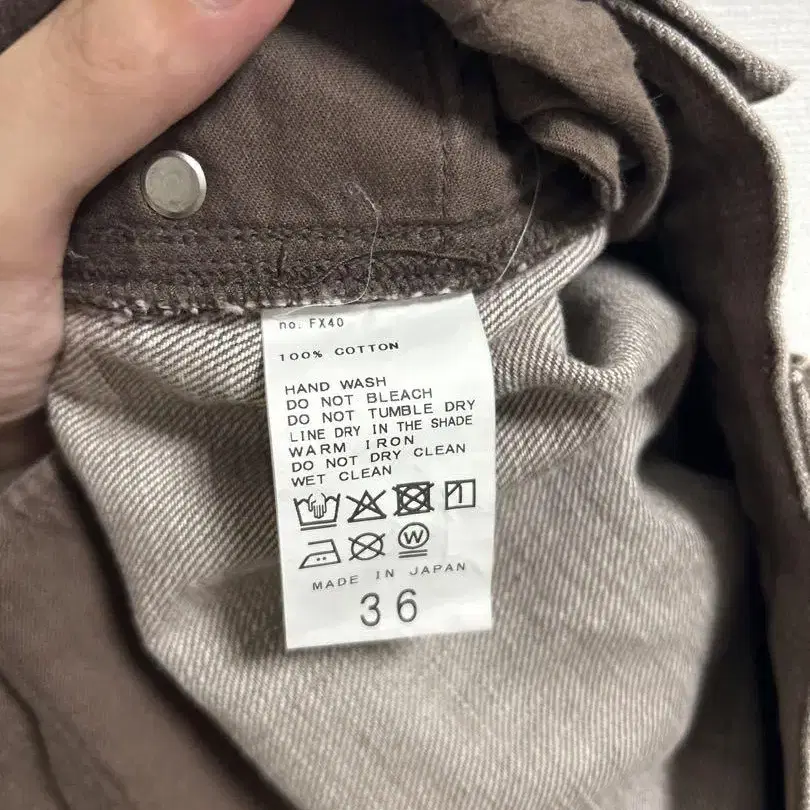 no. FX40
100% COTTON
HAND WASH
DO NOT BLEACH
DO NOT TUMBLE DRY
LINE DRY IN THE SHADE
WARM IRON
DO NOT DRY CLEAN
WET CLEAN
W
MADE IN JAPAN
36